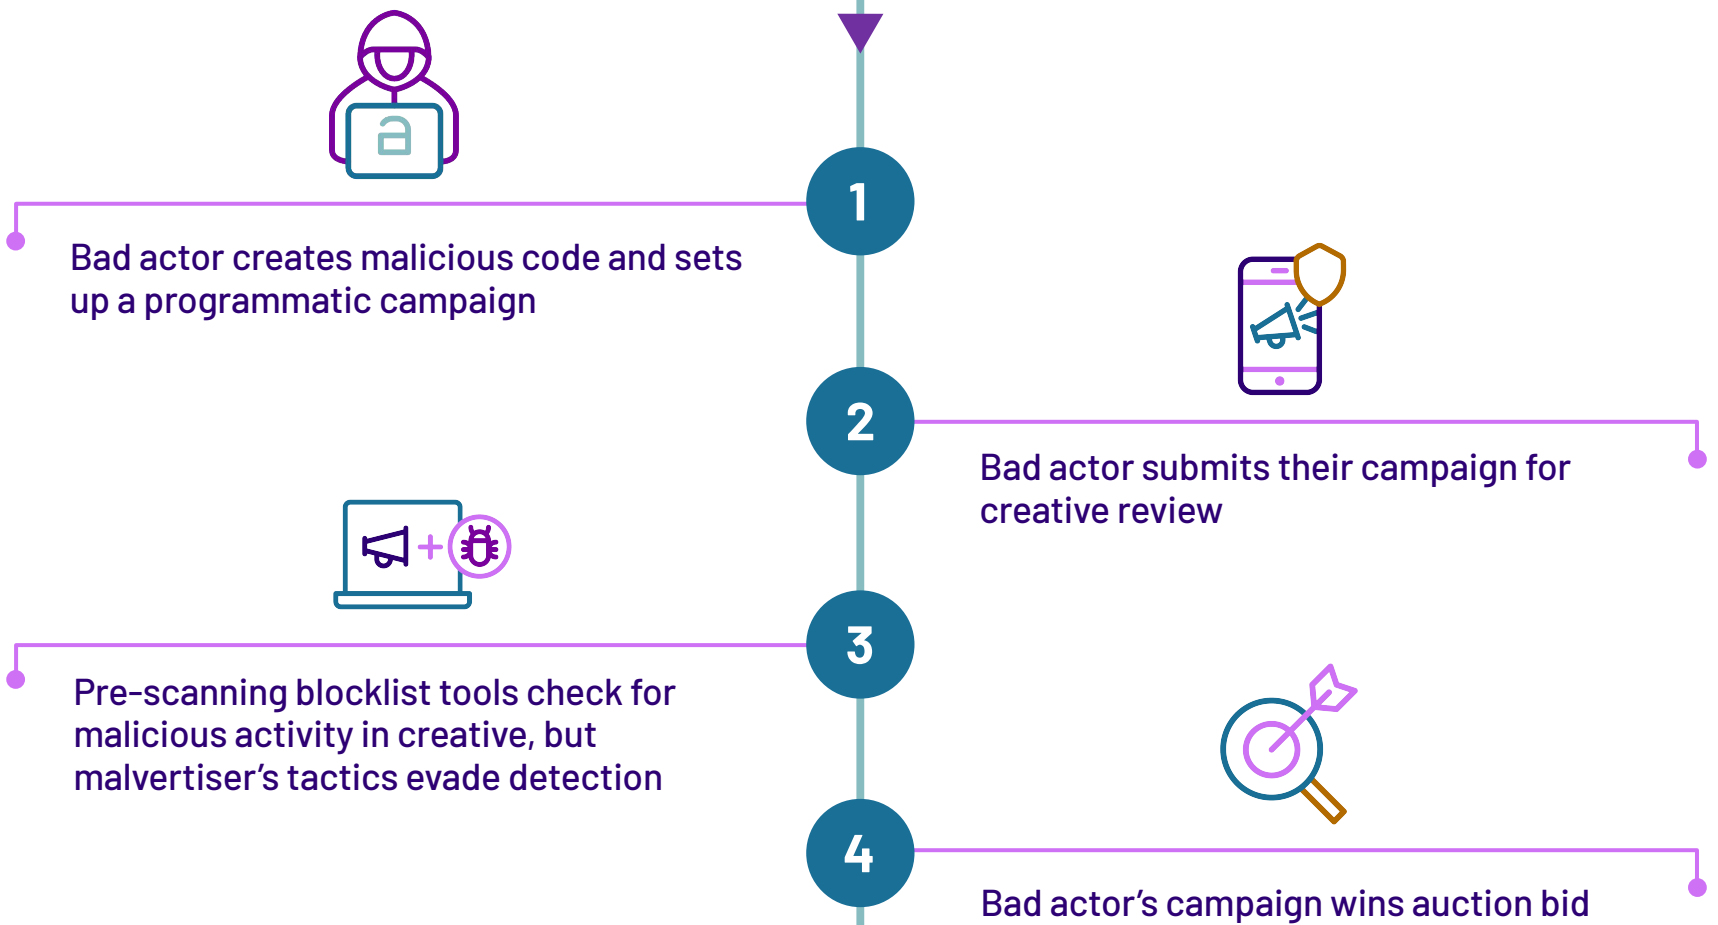 a
1
Bad actor creates malicious code and sets
up a programmatic campaign
2
Bad actor submits their campaign for
creative review
3
Pre-scanning blocklist tools check for
malicious activity in creative, but
malvertiser's tactics evade detection
4
Bad actor's campaign wins auction bid